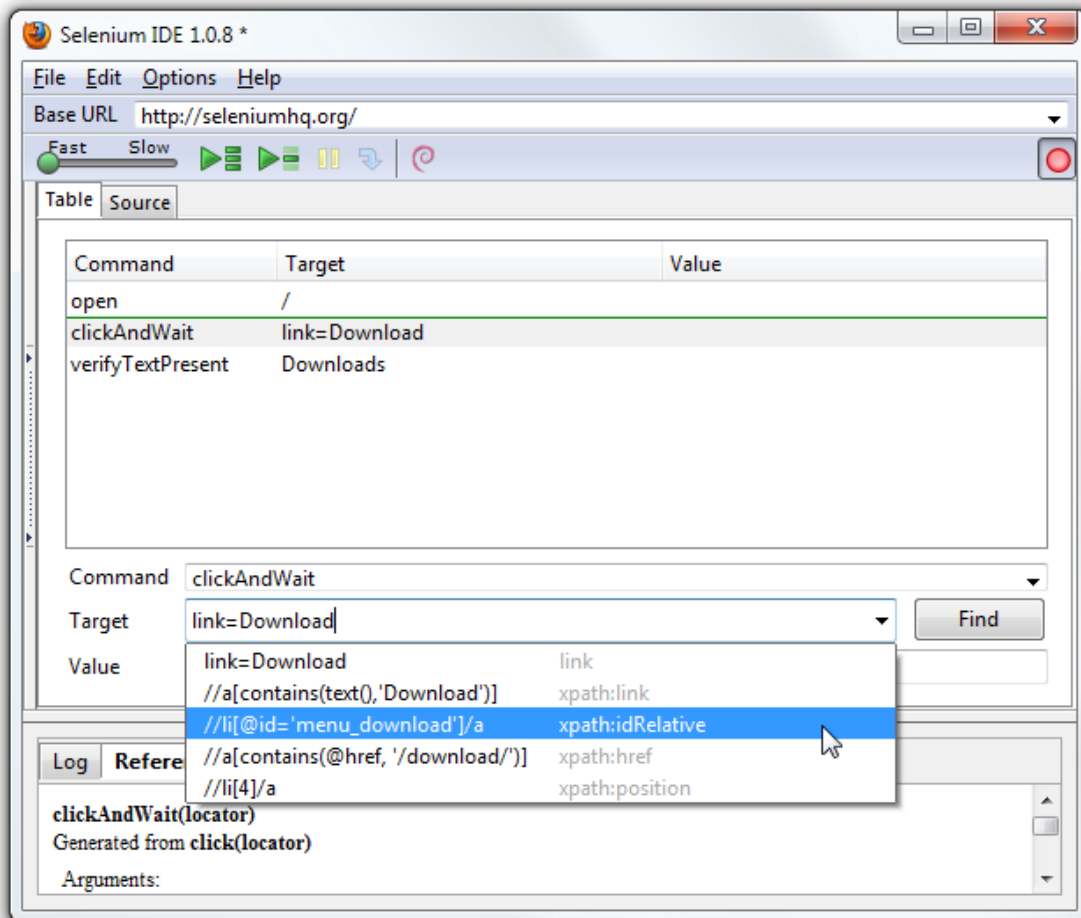 Selenium IDE 1.0.8 *
File Edit Options Help
Base URL http://seleniumhq.org/
Fast Slow
Table Source
Command Target Value
open /
clickAndWait link=Download
verifyTextPresent Downloads
Command clickAndWait
Target link=Download Find
Value
link=Download link
//a[contains(text(),'Download')] xpath:link
//li[@id='menu_download']/a xpath:idRelative
//a[contains(@href, '/download/')] xpath:href
//li[4]/a xpath:position
Log Refere
clickAndWait(locator)
Generated from click(locator)
Arguments: